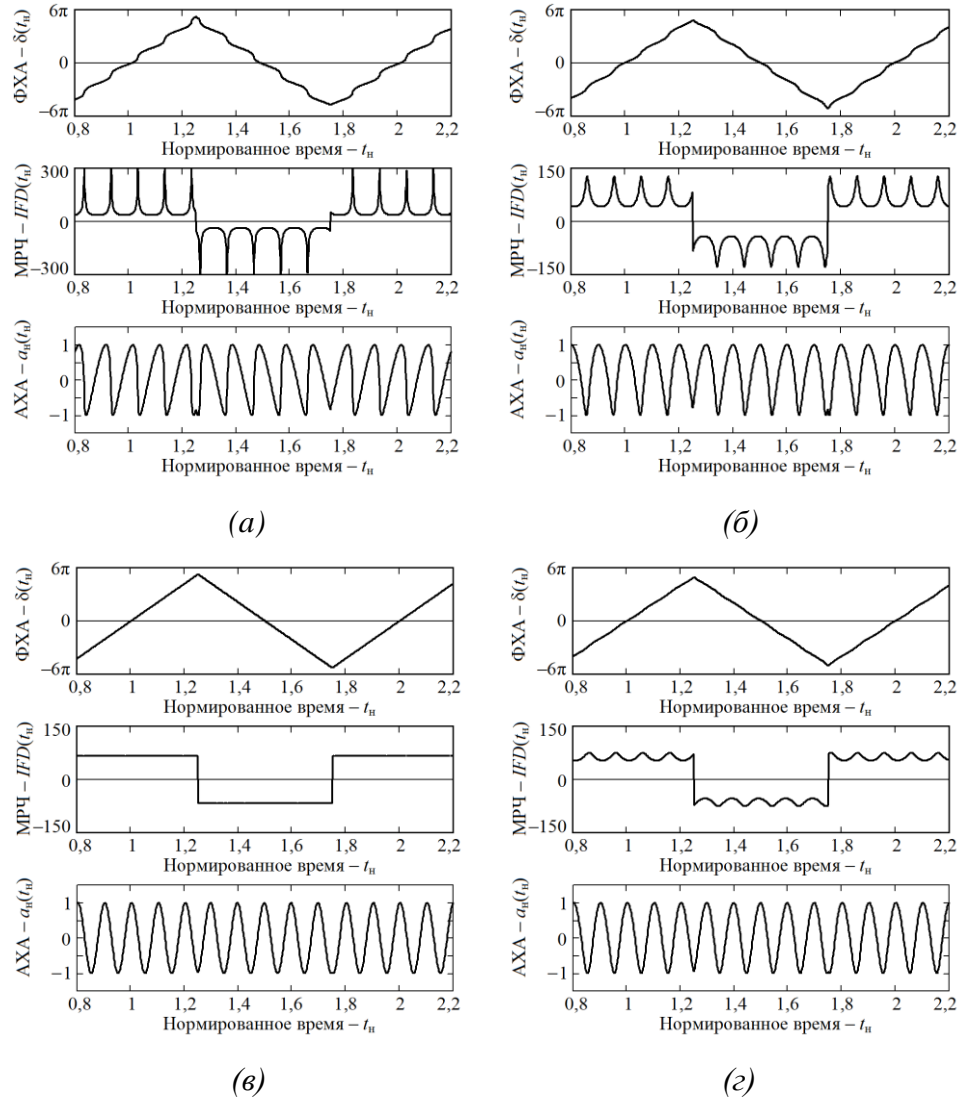 ФХА – δ(tн)
6π
0
–6π
0,8 1 1,2 1,4 1,6 1,8 2 2,2
Нормированное время – tн
МРЧ – IFD(tн)
300
0
–300
0,8 1 1,2 1,4 1,6 1,8 2 2,2
Нормированное время – tн
АХА – aн(tн)
1
0
–1
0,8 1 1,2 1,4 1,6 1,8 2 2,2
Нормированное время – tн
(а)
ФХА – δ(tн)
6π
0
–6π
0,8 1 1,2 1,4 1,6 1,8 2 2,2
Нормированное время – tн
МРЧ – IFD(tн)
150
0
–150
0,8 1 1,2 1,4 1,6 1,8 2 2,2
Нормированное время – tн
АХА – aн(tн)
1
0
–1
0,8 1 1,2 1,4 1,6 1,8 2 2,2
Нормированное время – tн
(б)
ФХА – δ(tн)
6π
0
–6π
0,8 1 1,2 1,4 1,6 1,8 2 2,2
Нормированное время – tн
МРЧ – IFD(tн)
150
0
–150
0,8 1 1,2 1,4 1,6 1,8 2 2,2
Нормированное время – tн
АХА – aн(tн)
1
0
–1
0,8 1 1,2 1,4 1,6 1,8 2 2,2
Нормированное время – tн
(в)
ФХА – δ(tн)
6π
0
–6π
0,8 1 1,2 1,4 1,6 1,8 2 2,2
Нормированное время – tн
МРЧ – IFD(tн)
150
0
–150
0,8 1 1,2 1,4 1,6 1,8 2 2,2
Нормированное время – tн
АХА – aн(tн)
1
0
–1
0,8 1 1,2 1,4 1,6 1,8 2 2,2
Нормированное время – tн
(г)